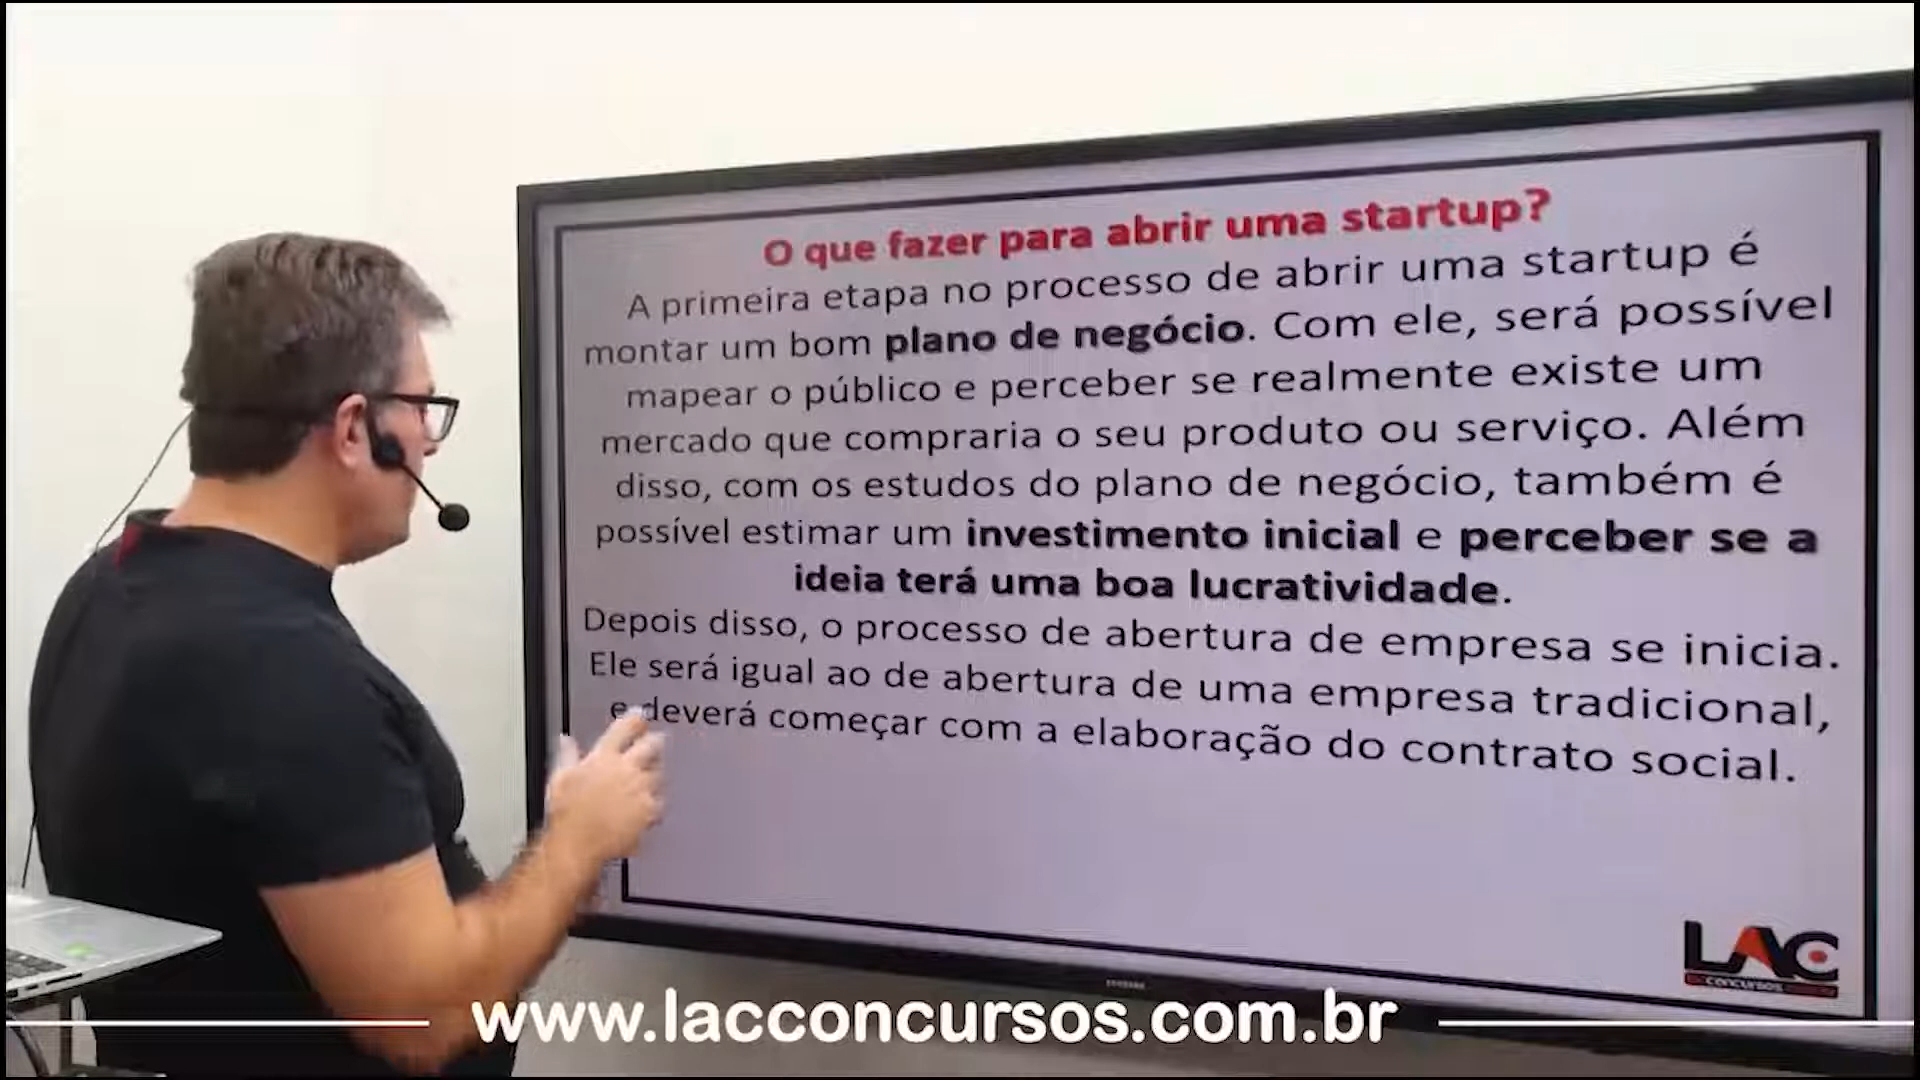 O que fazer para abrir uma startup?
A primeira etapa no processo de abrir uma startup é
montar um bom plano de negócio. Com ele, será possível
mapear o público e perceber se realmente existe um
mercado que compraria o seu produto ou serviço. Além
disso, com os estudos do plano de negócio, também é
possível estimar um investimento inicial e perceber se a
ideia terá uma boa lucratividade.
Depois disso, o processo de abertura de empresa se inicia.
Ele será igual ao de abertura de uma empresa tradicional,
e deverá começar com a elaboração do contrato social.
LAC
concursos
www.lacconcursos.com.br